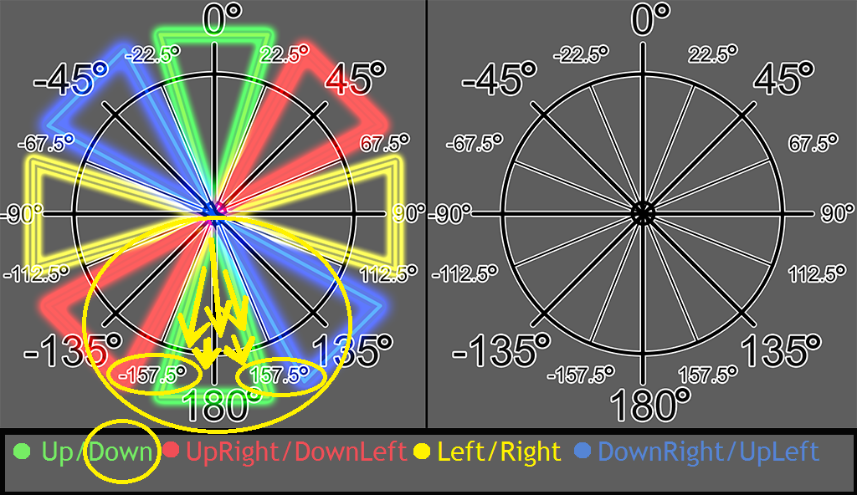 0° 0°
-22.5° 22.5° -22.5° 22.5°
-45° 45° -45° 45°
-67.5° 67.5° -67.5° 67.5°
-90° 90° -90° 90°
-112.5° 112.5° -112.5° 112.5°
-135° 135° -135° 135°
-157.5° 157.5° -157.5° 157.5°
180° 180°
Up/Down UpRight/DownLeft Left/Right DownRight/UpLeft